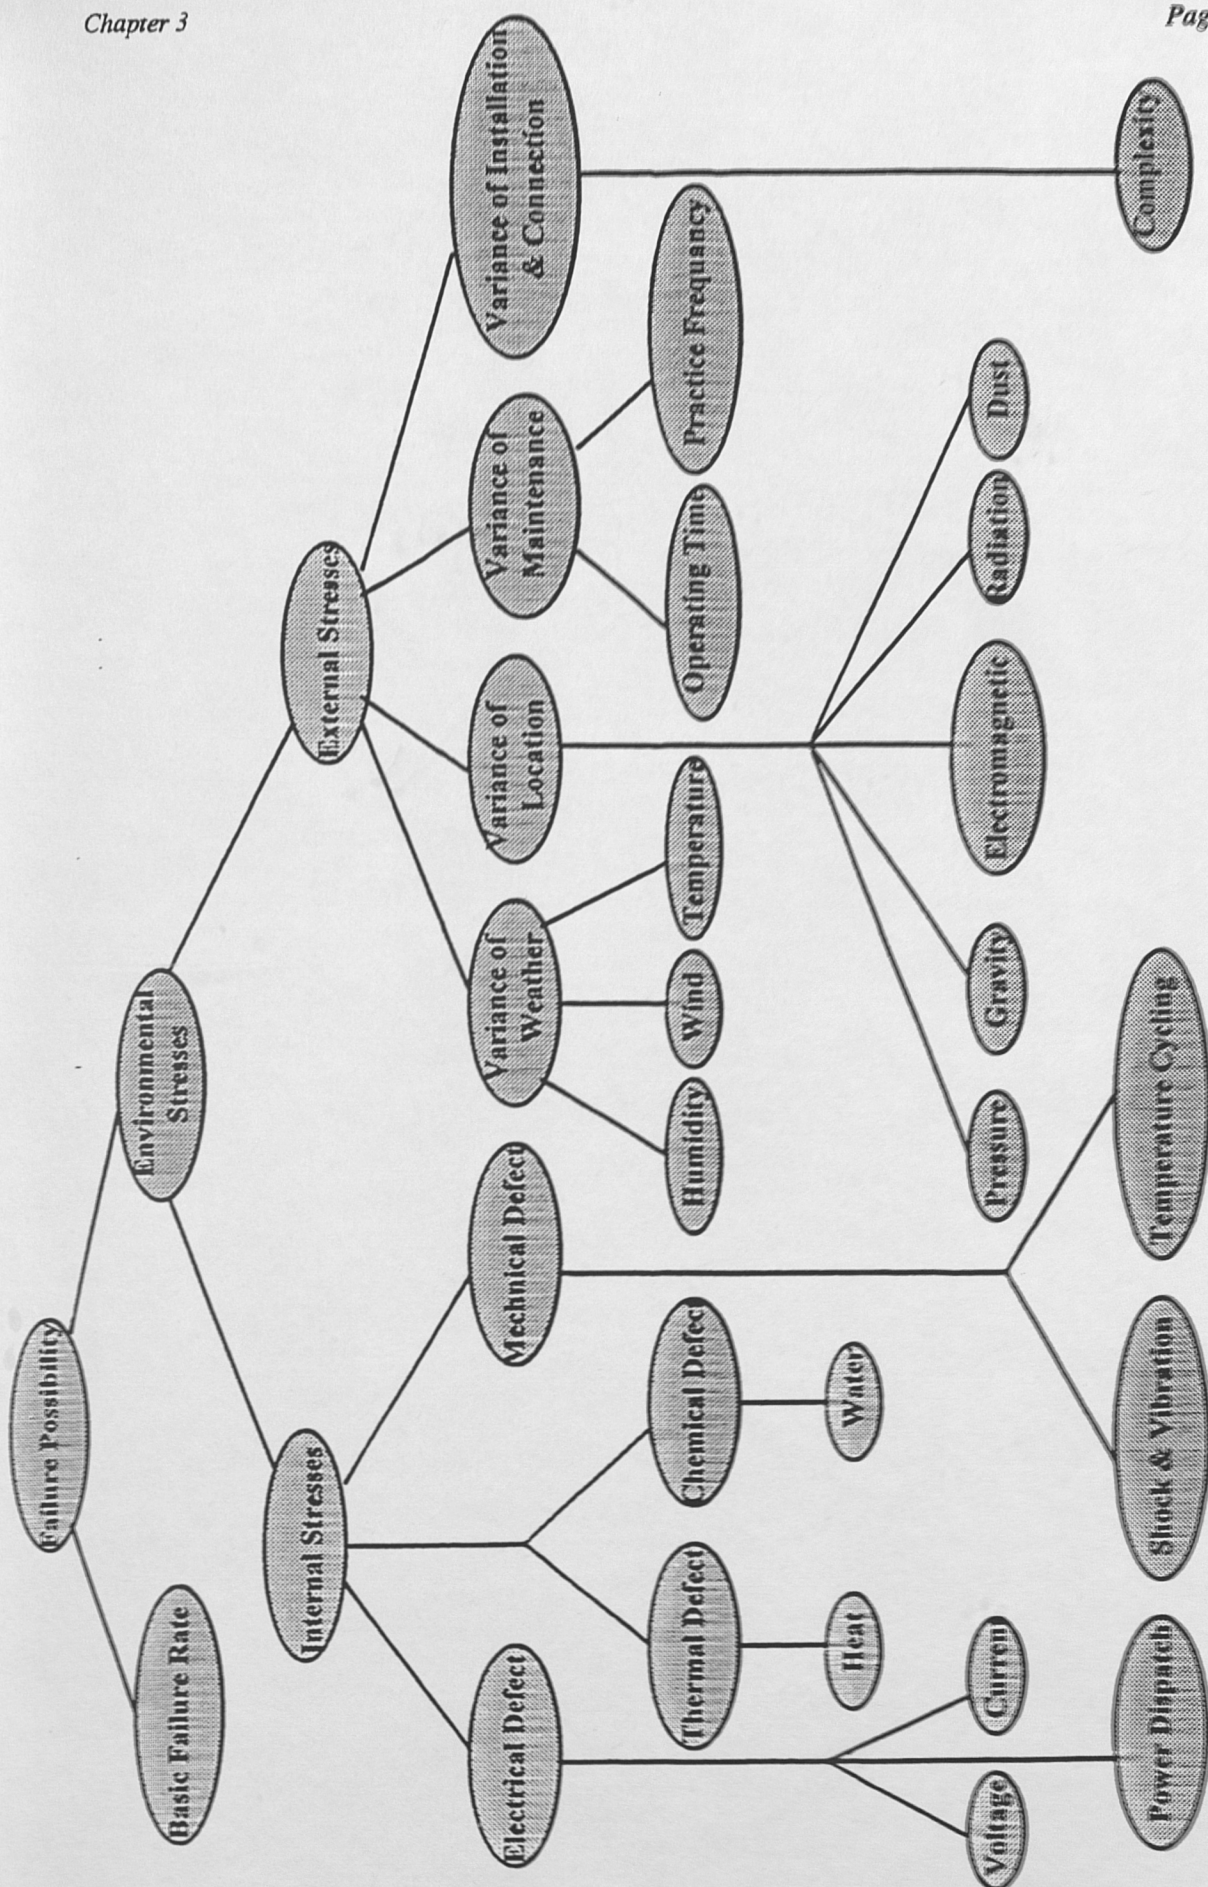 Chapter 3
Pag
Failure Possibility
Basic Failure Rate
Environmental
Stresses
Internal Stresses
External Stresses
Electrical Defect
Mechnical Defect
Variance of
Weather
Variance of
Location
Variance of
Maintenance
Variance of Installation
& Connection
Thermal Defect
Chemical Defect
Humidity
Wind
Temperature
Operating Time
Practice Frequancy
Heat
Water
Voltage
Current
Pressure
Gravity
Electromagnetic
Radiation
Dust
Power Dispatch
Shock & Vibration
Temperature Cycling
Complexity